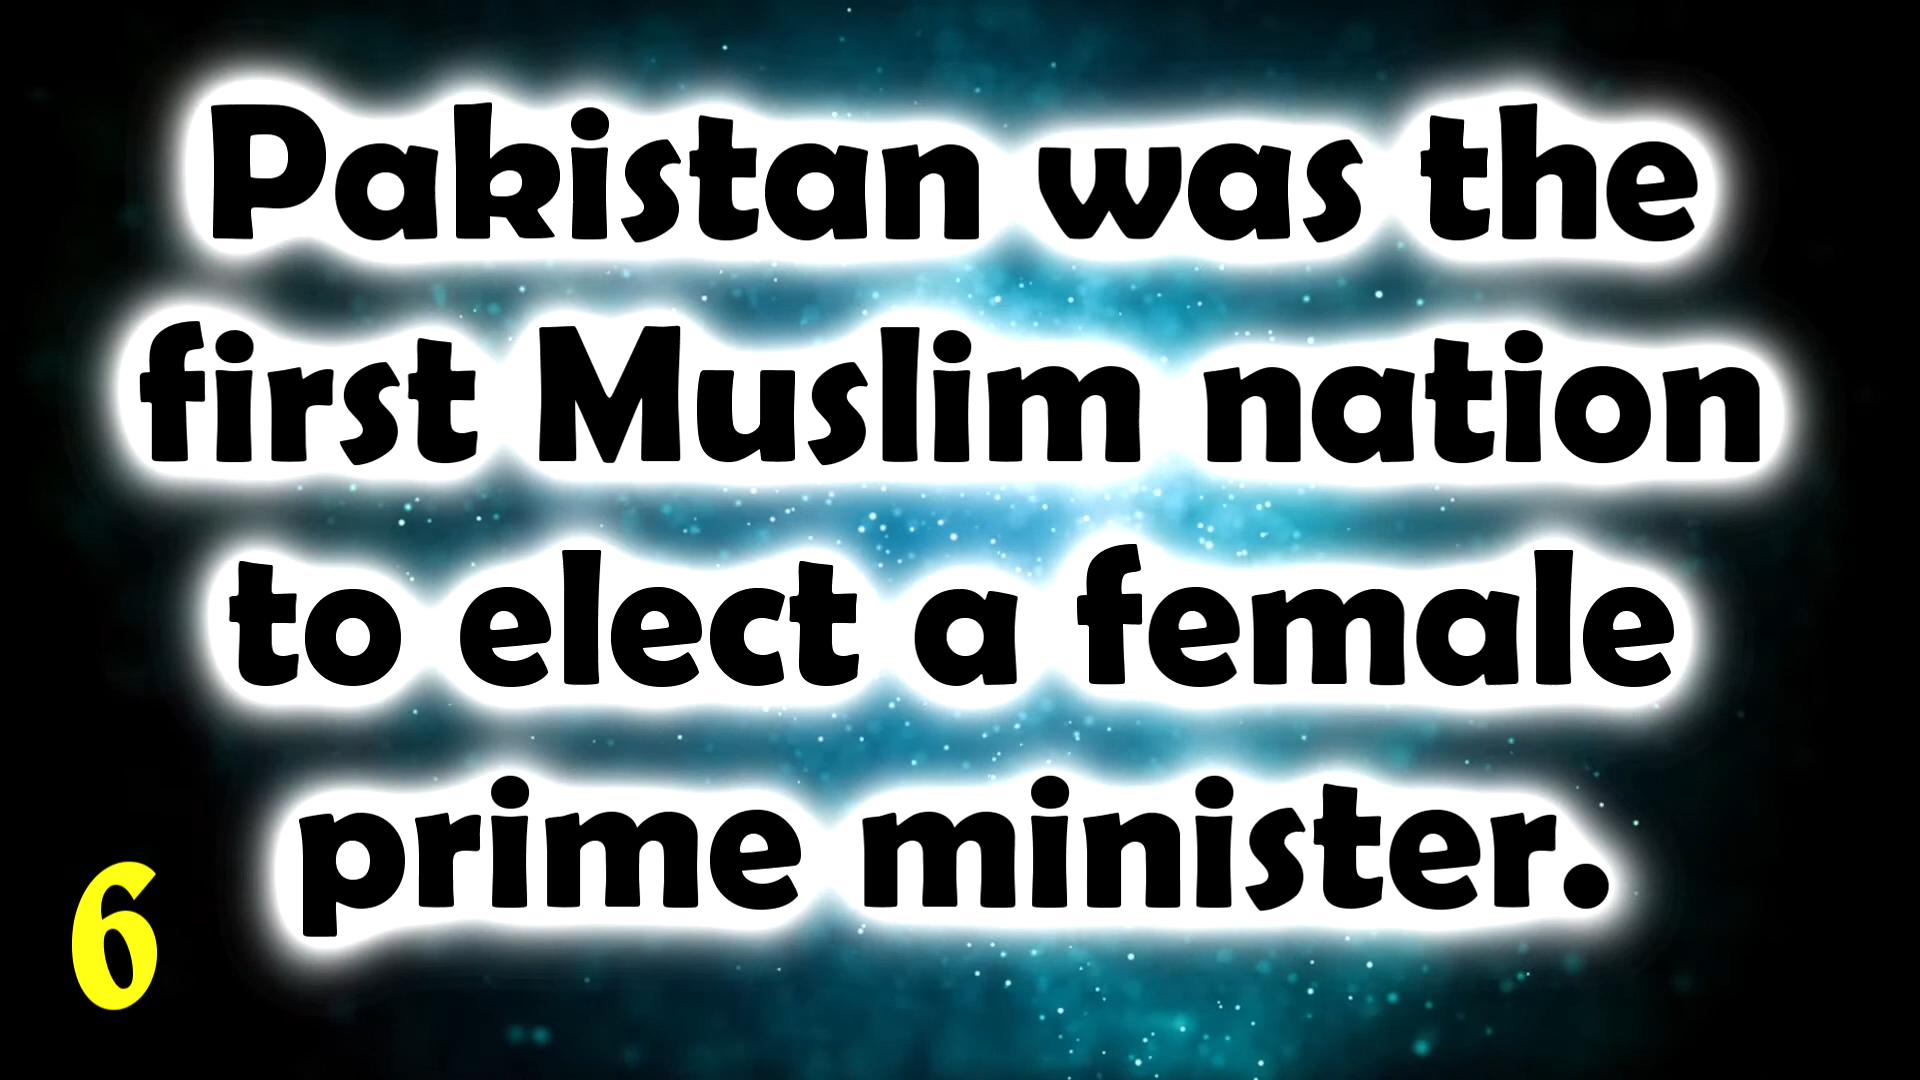 Pakistan was the
first Muslim nation
to elect a female
prime minister.
6